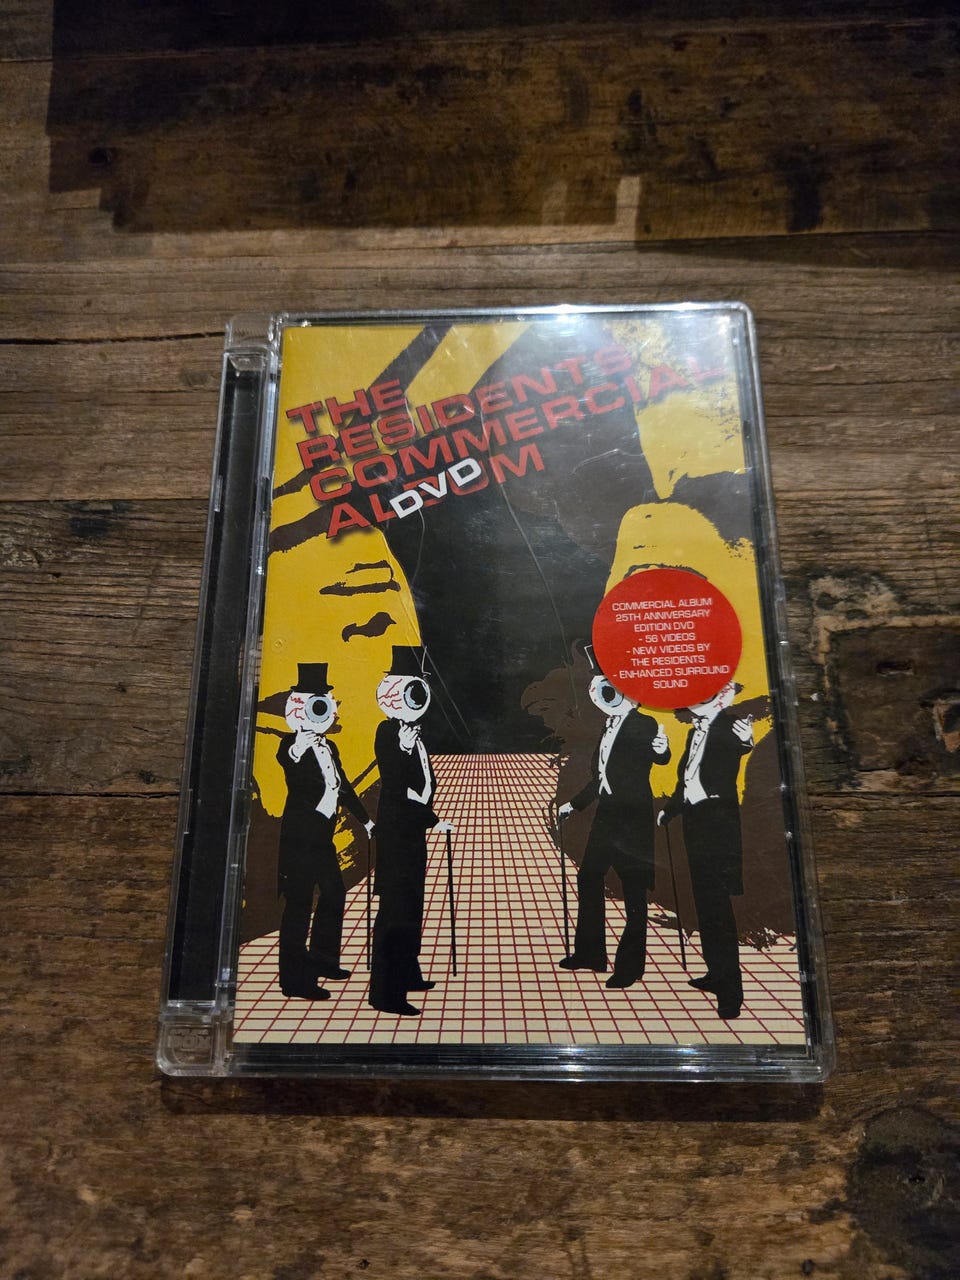 THE
RESIDENTS
COMMERCIAL
ALBUM
DVD
COMMERCIAL ALBUM
25TH ANNIVERSARY
EDITION DVD
- 56 VIDEOS
- NEW VIDEOS BY
THE RESIDENTS
- ENHANCED SURROUND
SOUND